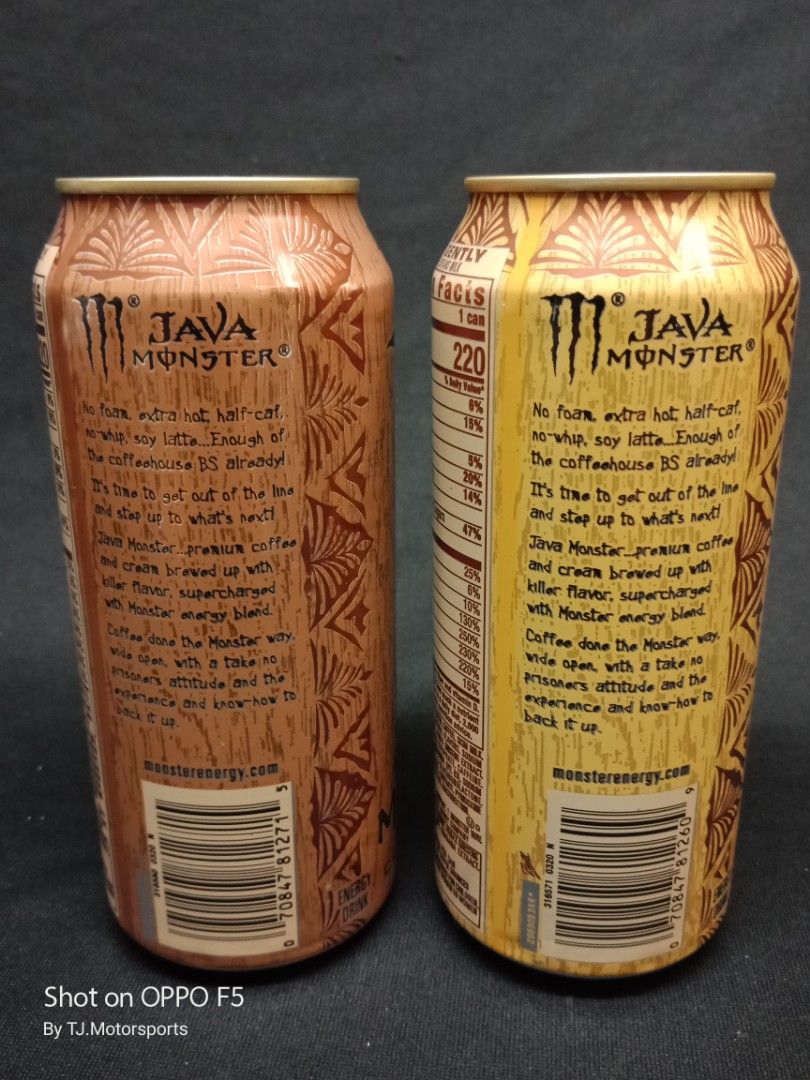 JAVA
MONSTER®
No foam, extra hot, half-caf,
no-whip, soy latte...Enough of
the coffeehouse BS already!
It's time to get out of the line
and step up to what's next!
Java Monster...premium coffee
and cream brewed up with
killer flavor, supercharged
with Monster energy blend.
Coffee done the Monster way,
wide open, with a take no
prisoners attitude and the
experience and know-how to
back it up.
monsterenergy.com
0 70847 81271 5
ENERGY
DRINK
Facts
1 can
220
% Daily Value*
6%
15%
5%
20%
14%
47%
25%
6%
10%
130%
250%
230%
220%
15%
®
JAVA
MONSTER®
No foam, extra hot, half-caf,
no-whip, soy latte...Enough of
the coffeehouse BS already!
It's time to get out of the line
and step up to what's next!
Java Monster...premium coffee
and cream brewed up with
killer flavor, supercharged
with Monster energy blend.
Coffee done the Monster way,
wide open, with a take no
prisoners attitude and the
experience and know-how to
back it up.
monsterenergy.com
316571 0320 N
0 70847 81260 9
Shot on OPPO F5
By TJ.Motorsports